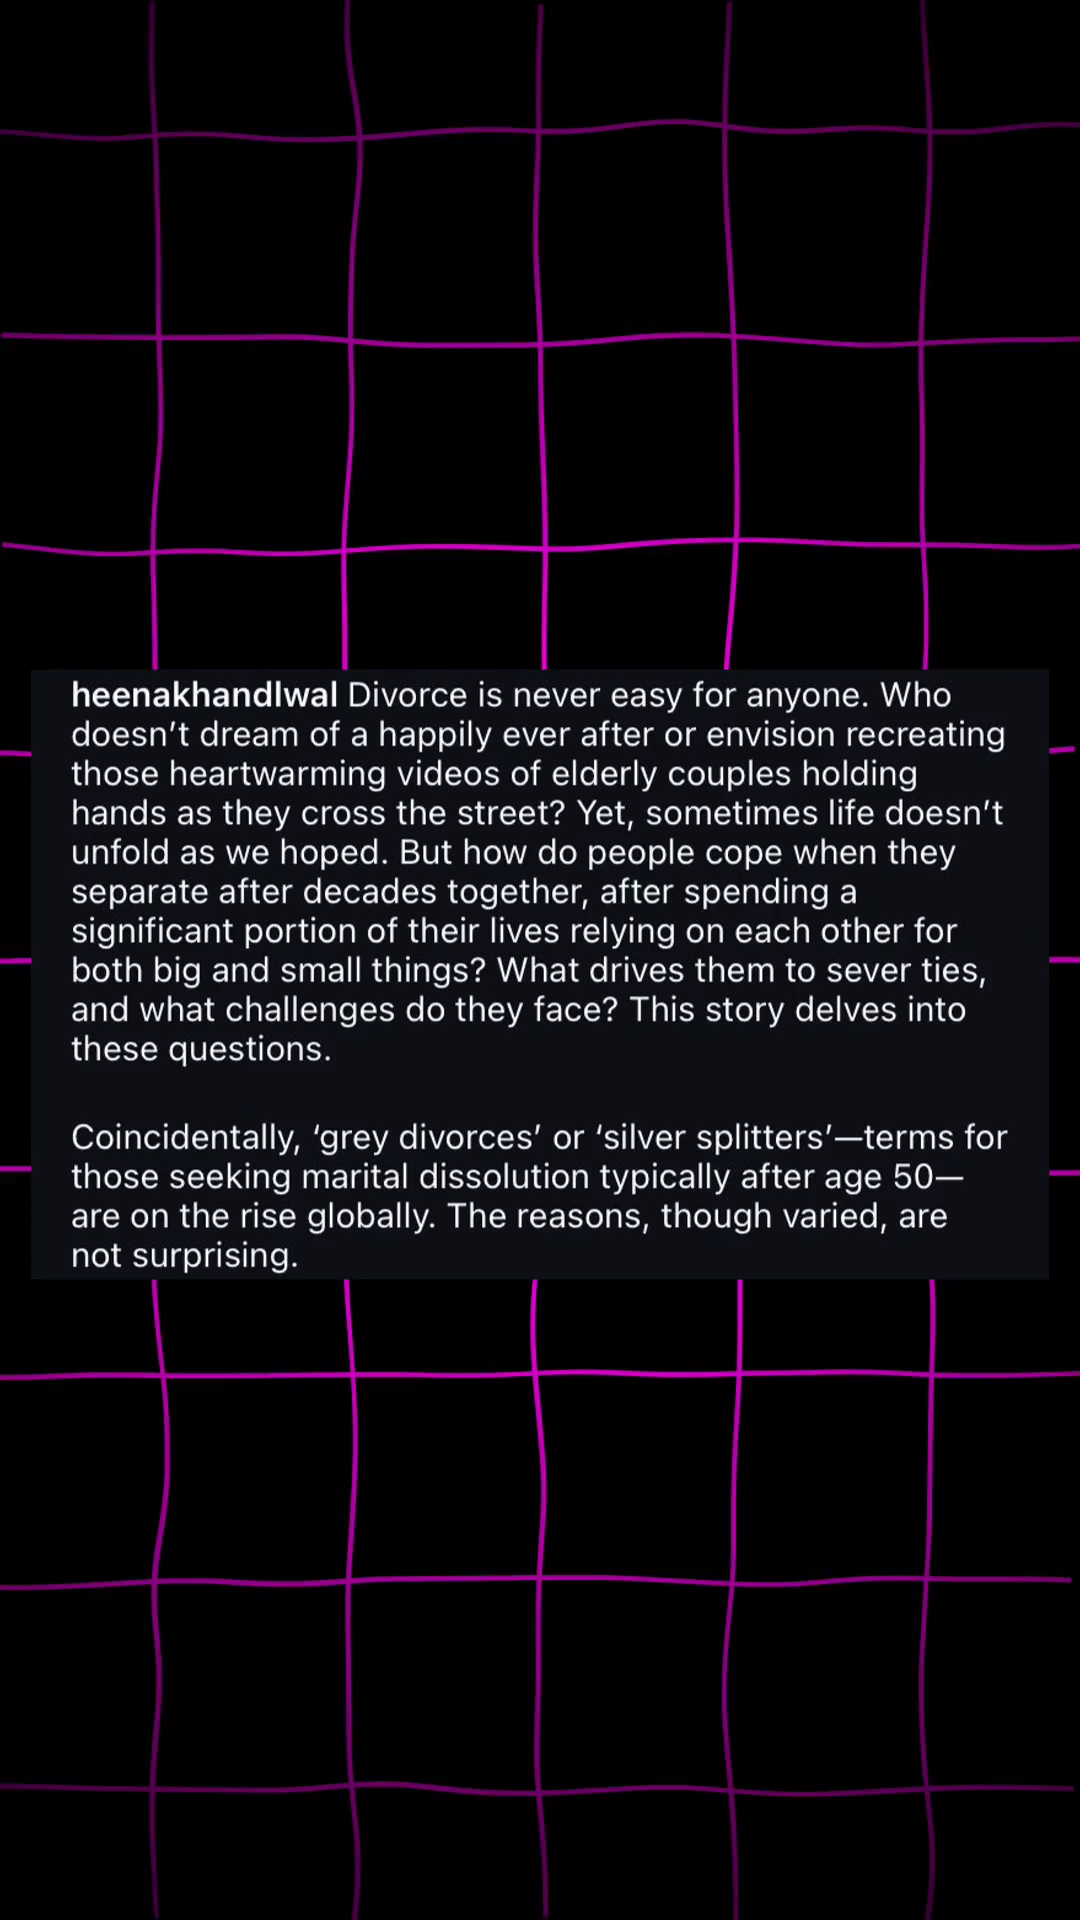 heenakhandlwal Divorce is never easy for anyone. Who
doesn’t dream of a happily ever after or envision recreating
those heartwarming videos of elderly couples holding
hands as they cross the street? Yet, sometimes life doesn’t
unfold as we hoped. But how do people cope when they
separate after decades together, after spending a
significant portion of their lives relying on each other for
both big and small things? What drives them to sever ties,
and what challenges do they face? This story delves into
these questions.
Coincidentally, ‘grey divorces’ or ‘silver splitters’—terms for
those seeking marital dissolution typically after age 50—
are on the rise globally. The reasons, though varied, are
not surprising.